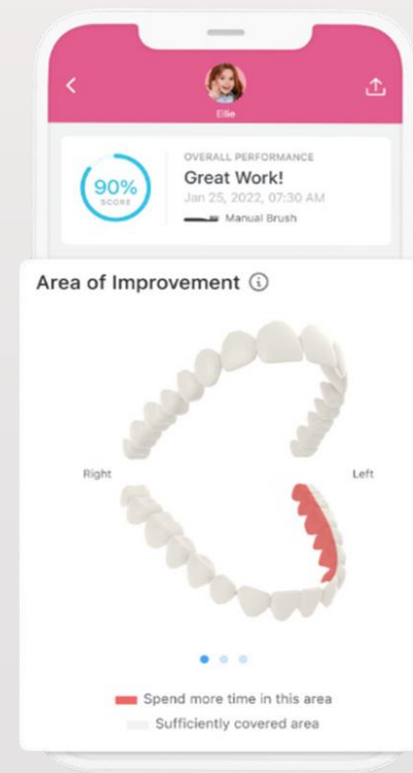 Ellie
90%
SCORE
OVERALL PERFORMANCE
Great Work!
Jan 25, 2022, 07:30 AM
Manual Brush
Area of Improvement
Right
Left
Spend more time in this area
Sufficiently covered area